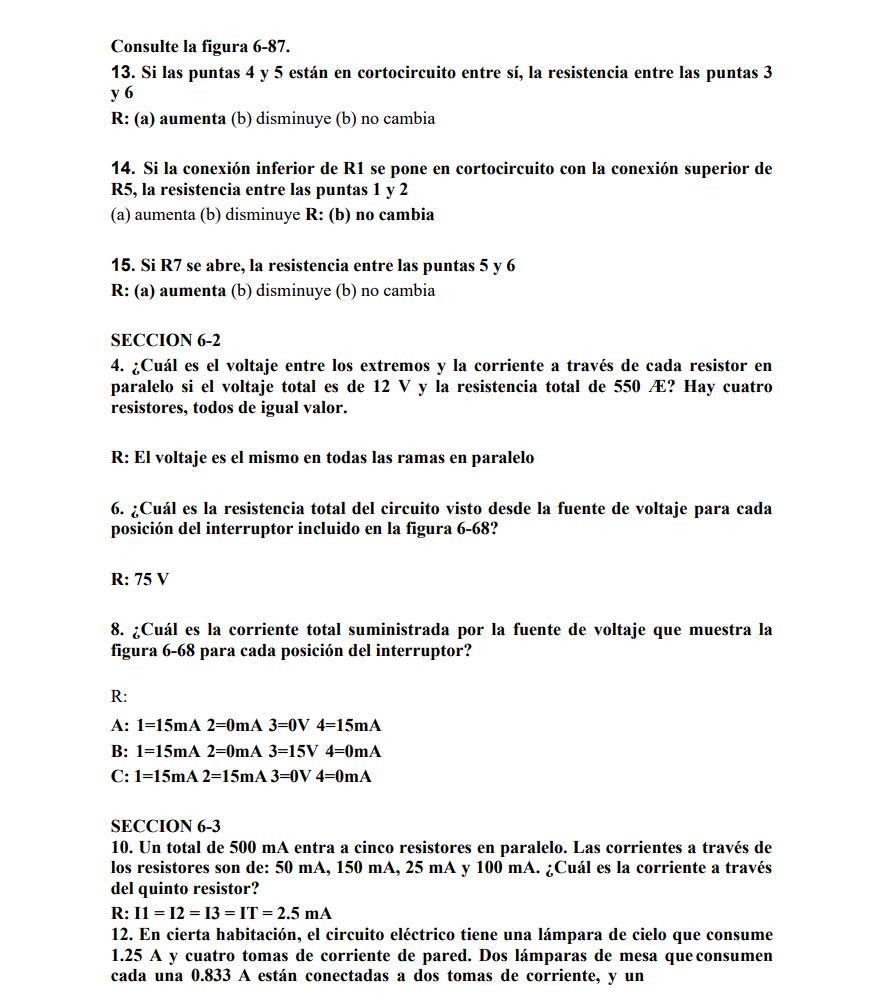 Consulte la figura 6-87.
13. Si las puntas 4 y 5 están en cortocircuito entre sí, la resistencia entre las puntas 3
y 6
R: (a) aumenta (b) disminuye (b) no cambia
14. Si la conexión inferior de R1 se pone en cortocircuito con la conexión superior de
R5, la resistencia entre las puntas 1 y 2
(a) aumenta (b) disminuye R: (b) no cambia
15. Si R7 se abre, la resistencia entre las puntas 5 y 6
R: (a) aumenta (b) disminuye (b) no cambia
SECCION 6-2
4. ¿Cuál es el voltaje entre los extremos y la corriente a través de cada resistor en
paralelo si el voltaje total es de 12 V y la resistencia total de 550 Æ? Hay cuatro
resistores, todos de igual valor.
R: El voltaje es el mismo en todas las ramas en paralelo
6. ¿Cuál es la resistencia total del circuito visto desde la fuente de voltaje para cada
posición del interruptor incluido en la figura 6-68?
R: 75 V
8. ¿Cuál es la corriente total suministrada por la fuente de voltaje que muestra la
figura 6-68 para cada posición del interruptor?
R:
A: 1=15mA 2=0mA 3=0V 4=15mA
B: 1=15mA 2=0mA 3=15V 4=0mA
C: 1=15mA 2=15mA 3=0V 4=0mA
SECCION 6-3
10. Un total de 500 mA entra a cinco resistores en paralelo. Las corrientes a través de
los resistores son de: 50 mA, 150 mA, 25 mA y 100 mA. ¿Cuál es la corriente a través
del quinto resistor?
R: I1 = I2 = I3 = IT = 2.5 mA
12. En cierta habitación, el circuito eléctrico tiene una lámpara de cielo que consume
1.25 A y cuatro tomas de corriente de pared. Dos lámparas de mesa que consumen
cada una 0.833 A están conectadas a dos tomas de corriente, y un